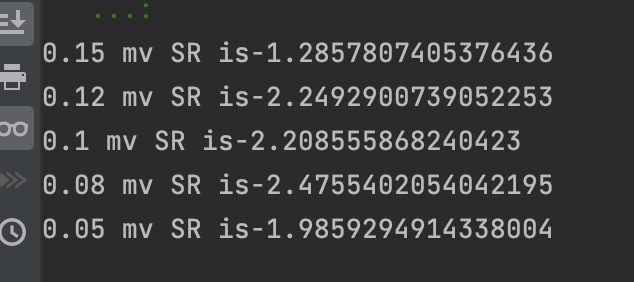 ...:
0.15 mv SR is-1.2857807405376436
0.12 mv SR is-2.2492900739052253
0.1 mv SR is-2.208555868240423
0.08 mv SR is-2.4755402054042195
0.05 mv SR is-1.9859294914338004